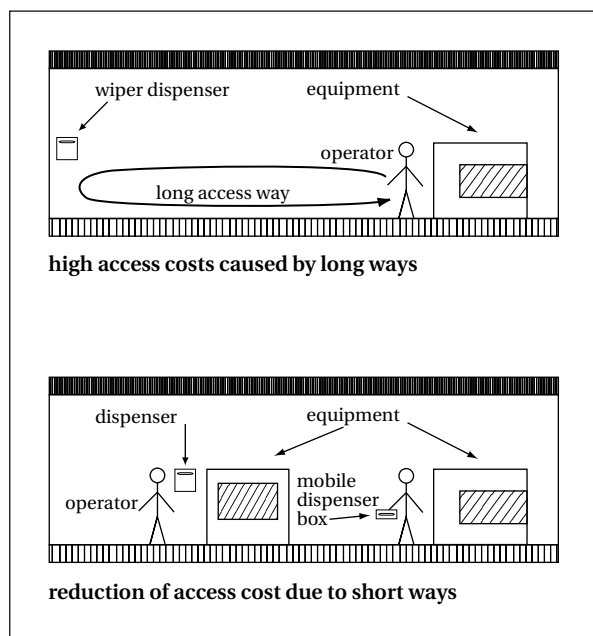 wiper dispenser
equipment
operator
long access way
high access costs caused by long ways
dispenser
equipment
operator
mobile
dispenser
box
reduction of access cost due to short ways